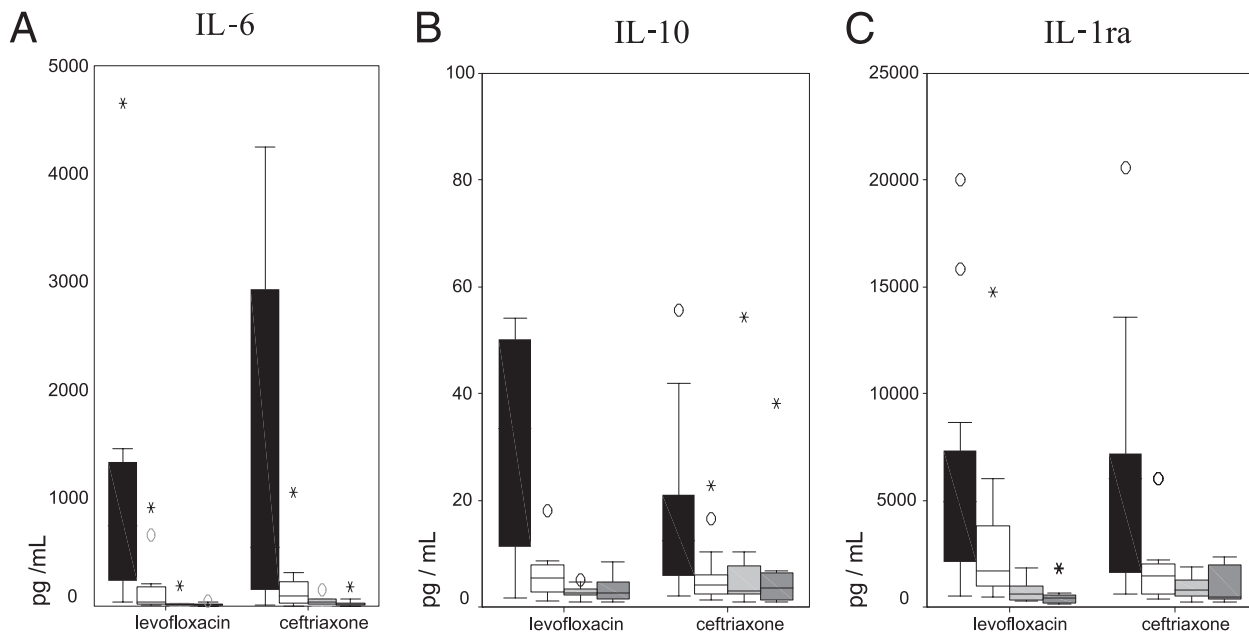 A
IL-6
5000
4000
3000
2000
1000
0
pg /mL
levofloxacin
ceftriaxone
B
IL-10
100
80
60
40
20
0
pg / mL
levofloxacin
ceftriaxone
C
IL-1ra
25000
20000
15000
10000
5000
0
pg / mL
levofloxacin
ceftriaxone